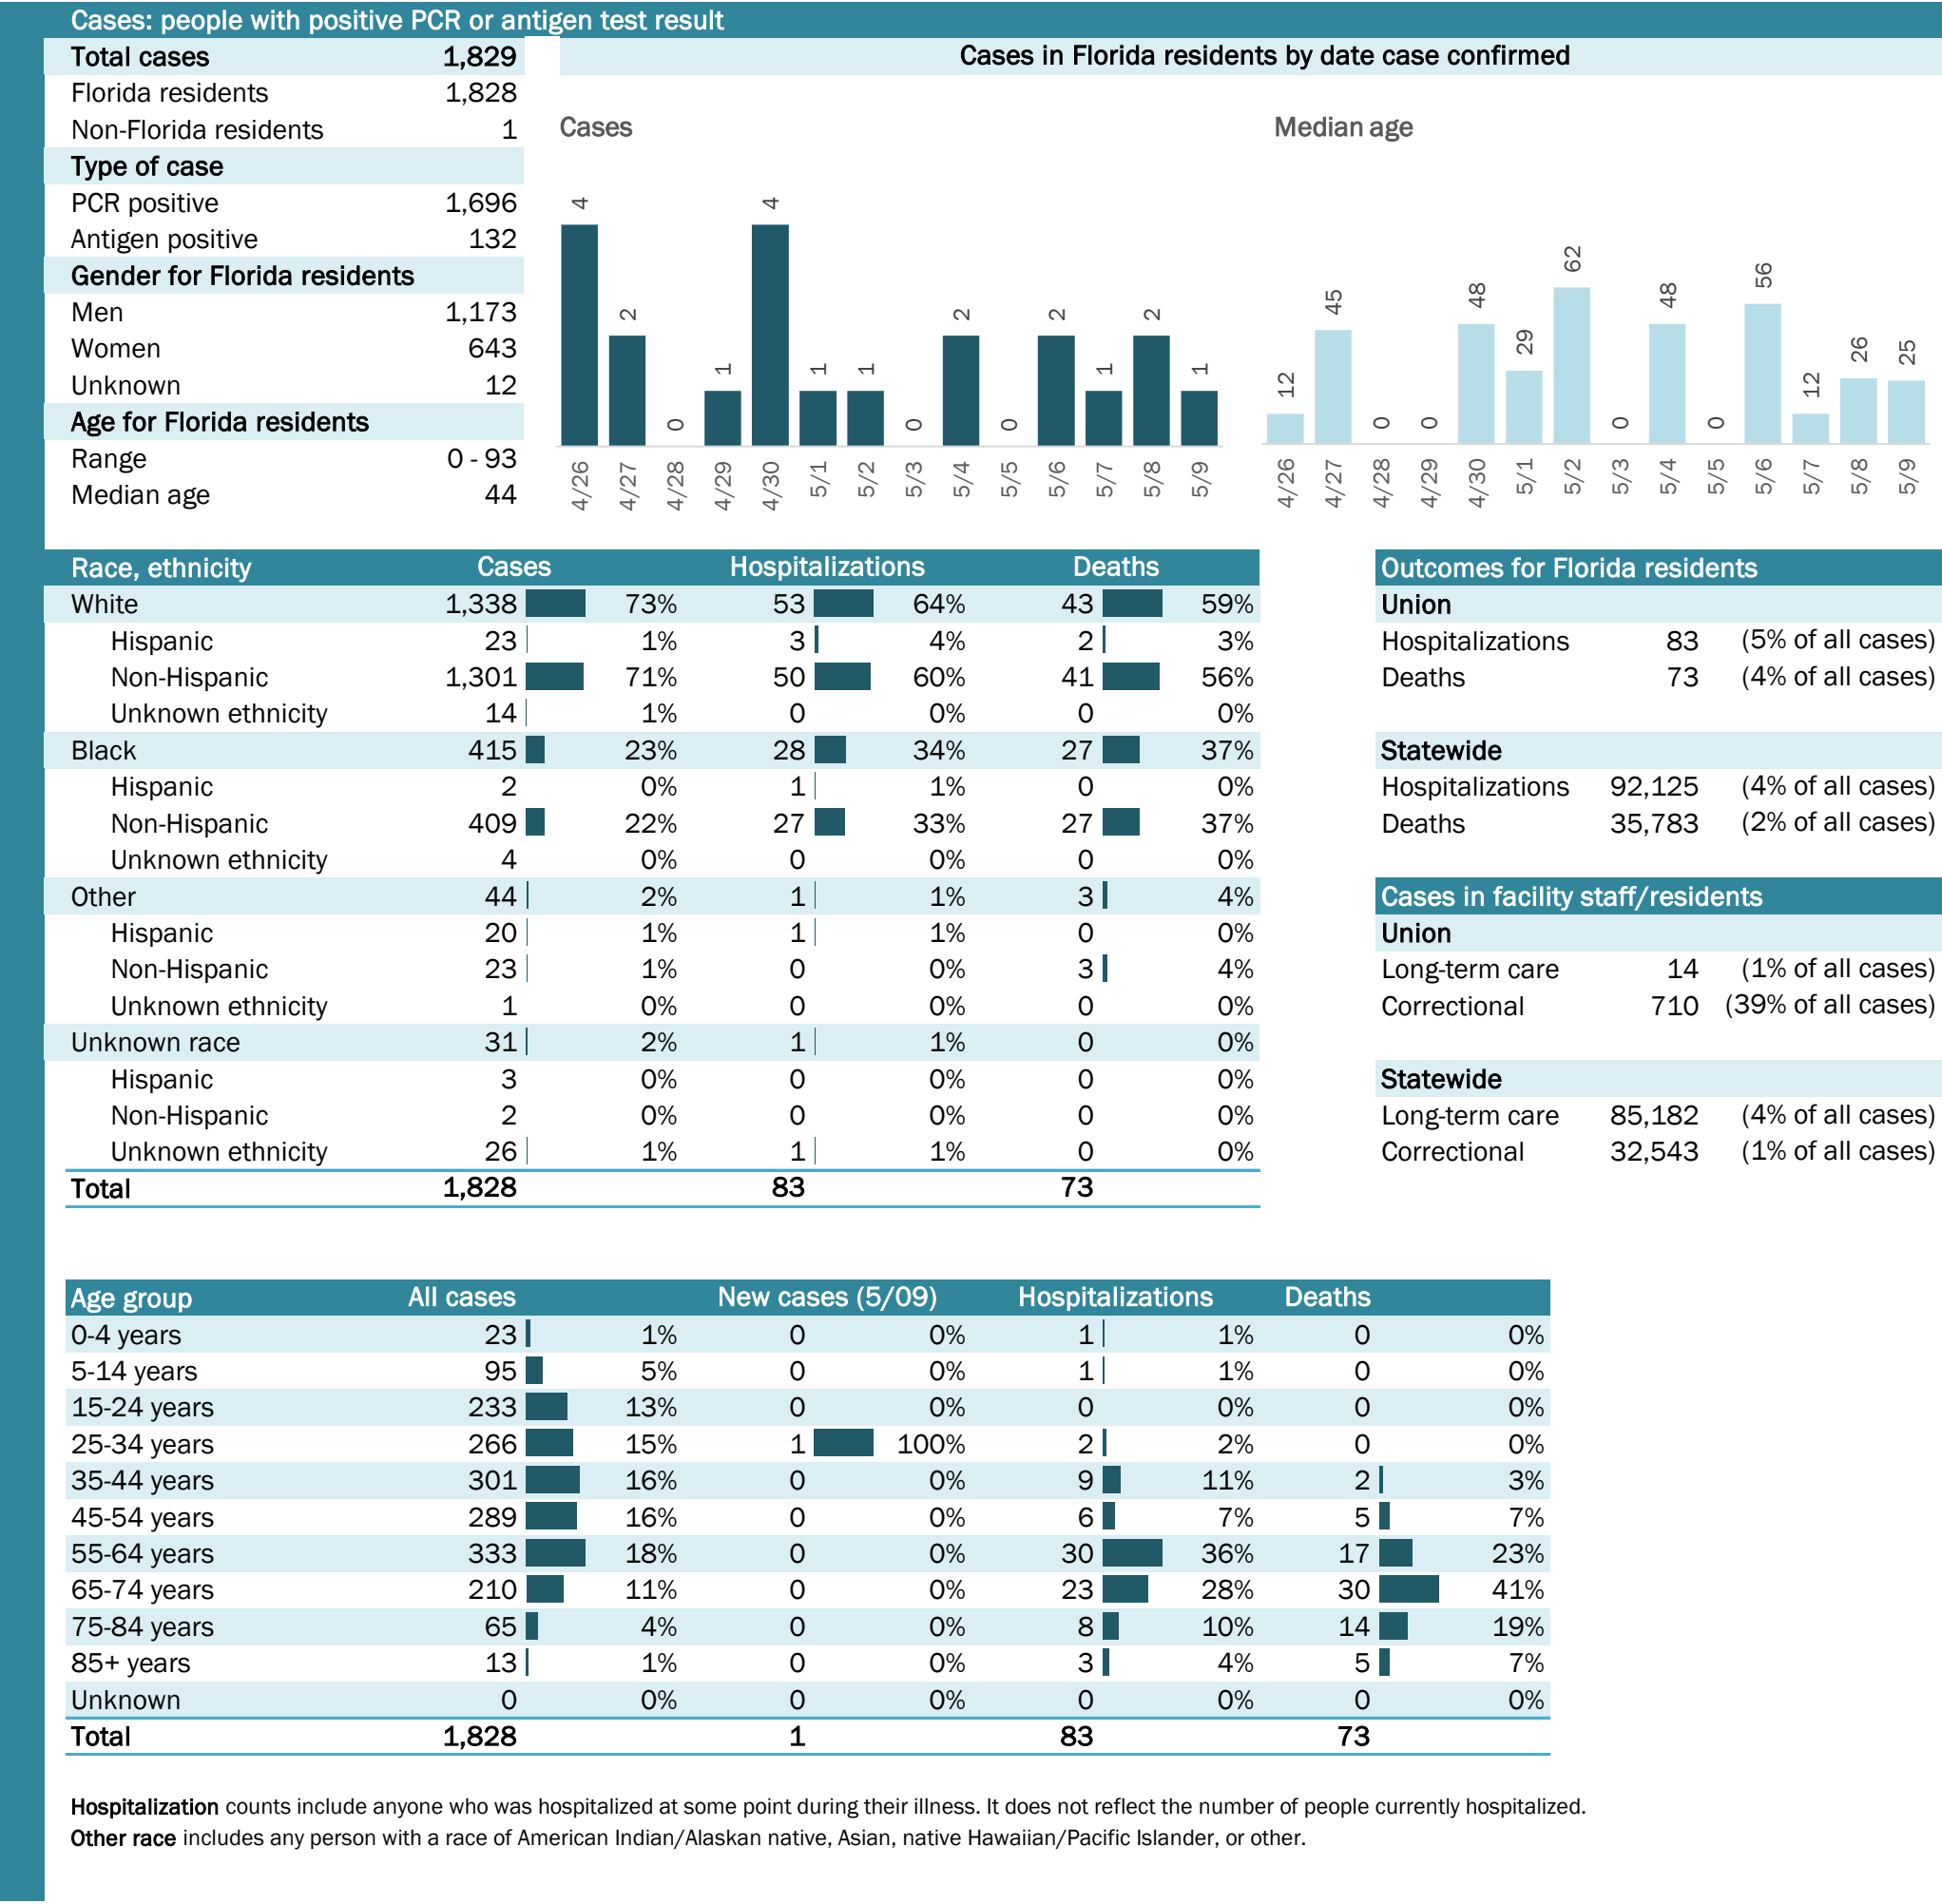 Cases: people with positive PCR or antigen test result
Total cases 1,829
Florida residents 1,828
Non-Florida residents 1
Type of case
PCR positive 1,696
Antigen positive 132
Gender for Florida residents
Men 1,173
Women 643
Unknown 12
Age for Florida residents
Range 0 - 93
Median age 44
Cases in Florida residents by date case confirmed
Cases
4 2 0 1 4 1 1 0 2 0 2 1 2 1
4/26 4/27 4/28 4/29 4/30 5/1 5/2 5/3 5/4 5/5 5/6 5/7 5/8 5/9
Median age
12 45 0 0 48 29 62 0 48 0 56 12 26 25
4/26 4/27 4/28 4/29 4/30 5/1 5/2 5/3 5/4 5/5 5/6 5/7 5/8 5/9
Race, ethnicity Cases Hospitalizations Deaths
White 1,338 73% 53 64% 43 59%
Hispanic 23 1% 3 4% 2 3%
Non-Hispanic 1,301 71% 50 60% 41 56%
Unknown ethnicity 14 1% 0 0% 0 0%
Black 415 23% 28 34% 27 37%
Hispanic 2 0% 1 1% 0 0%
Non-Hispanic 409 22% 27 33% 27 37%
Unknown ethnicity 4 0% 0 0% 0 0%
Other 44 2% 1 1% 3 4%
Hispanic 20 1% 1 1% 0 0%
Non-Hispanic 23 1% 0 0% 3 4%
Unknown ethnicity 1 0% 0 0% 0 0%
Unknown race 31 2% 1 1% 0 0%
Hispanic 3 0% 0 0% 0 0%
Non-Hispanic 2 0% 0 0% 0 0%
Unknown ethnicity 26 1% 1 1% 0 0%
Total 1,828 83 73
Outcomes for Florida residents
Union
Hospitalizations 83 (5% of all cases)
Deaths 73 (4% of all cases)
Statewide
Hospitalizations 92,125 (4% of all cases)
Deaths 35,783 (2% of all cases)
Cases in facility staff/residents
Union
Long-term care 14 (1% of all cases)
Correctional 710 (39% of all cases)
Statewide
Long-term care 85,182 (4% of all cases)
Correctional 32,543 (1% of all cases)
Age group All cases New cases (5/09) Hospitalizations Deaths
0-4 years 23 1% 0 0% 1 1% 0 0%
5-14 years 95 5% 0 0% 1 1% 0 0%
15-24 years 233 13% 0 0% 0 0% 0 0%
25-34 years 266 15% 1 100% 2 2% 0 0%
35-44 years 301 16% 0 0% 9 11% 2 3%
45-54 years 289 16% 0 0% 6 7% 5 7%
55-64 years 333 18% 0 0% 30 36% 17 23%
65-74 years 210 11% 0 0% 23 28% 30 41%
75-84 years 65 4% 0 0% 8 10% 14 19%
85+ years 13 1% 0 0% 3 4% 5 7%
Unknown 0 0% 0 0% 0 0% 0 0%
Total 1,828 1 83 73
Hospitalization counts include anyone who was hospitalized at some point during their illness. It does not reflect the number of people currently hospitalized.
Other race includes any person with a race of American Indian/Alaskan native, Asian, native Hawaiian/Pacific Islander, or other.